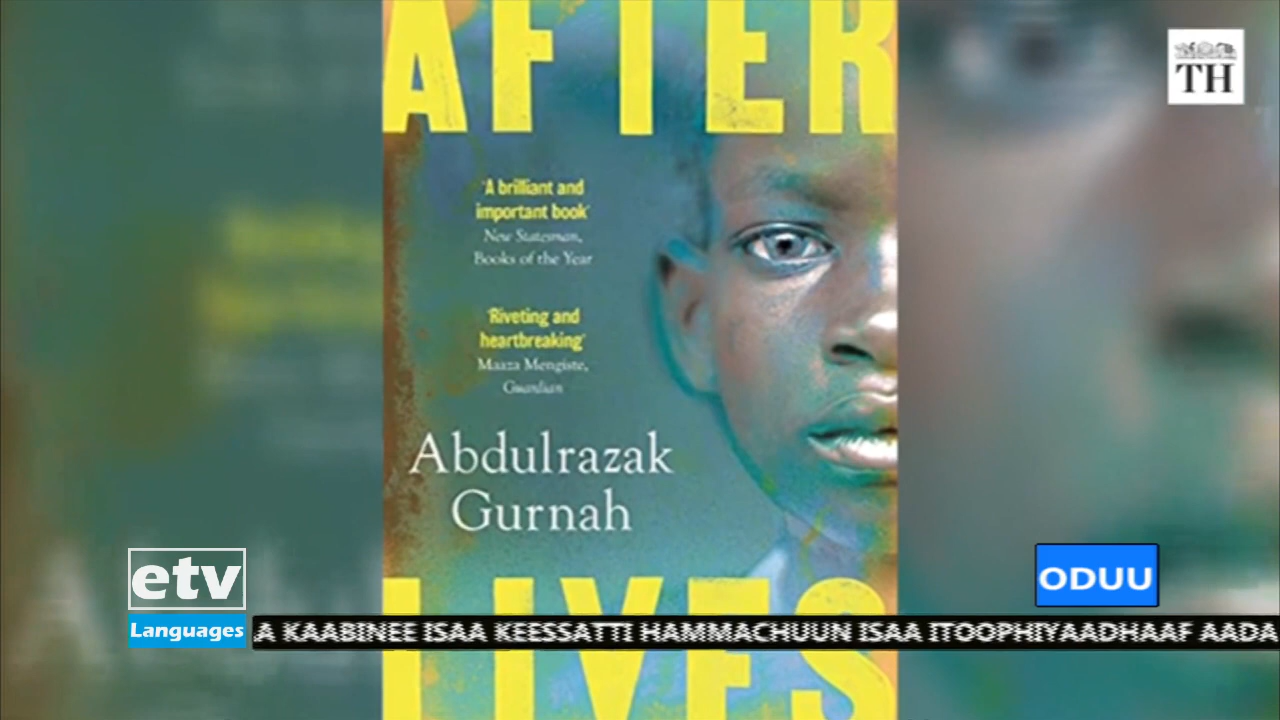 AFTER
TH
'A brilliant and
important book'
New Statesman,
Books of the Year
'Riveting and
heartbreaking'
Maaza Mengiste,
Guardian
Abdulrazak
Gurnah
LIVES
etv
Languages
ODUU
A KAABINEE ISAA KEESSATTI HAMMACHUUN ISAA ITOOPHIYAADHAAF AADA